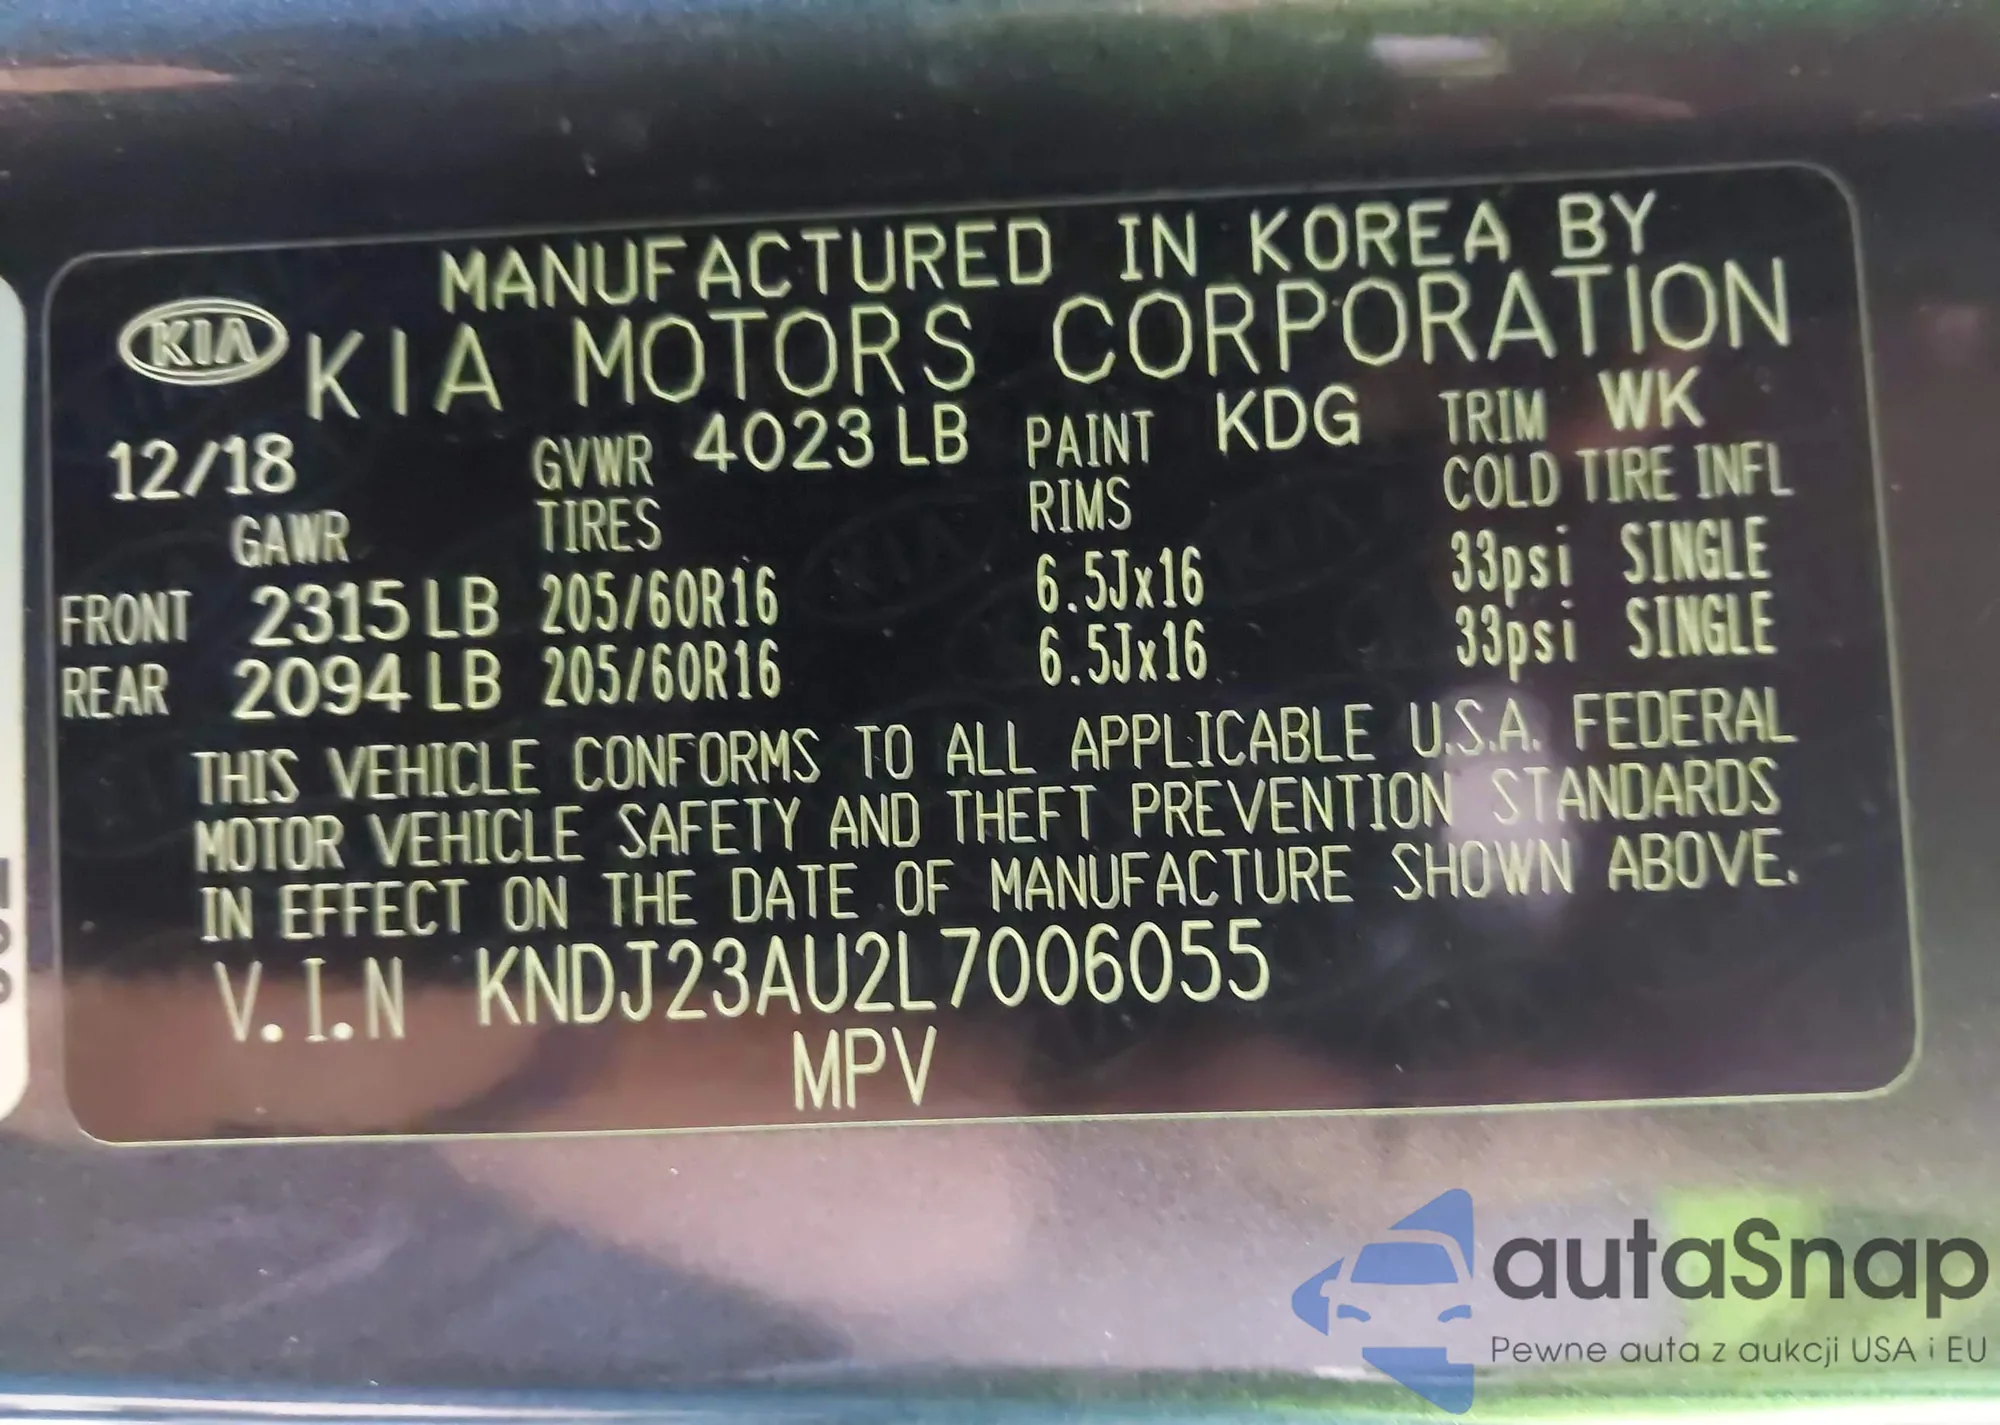 MANUFACTURED IN KOREA BY
KIA KIA MOTORS CORPORATION
12/18 GVWR 4023 LB PAINT KDG TRIM WK
GAWR TIRES RIMS COLD TIRE INFL
FRONT 2315 LB 205/60R16 6.5Jx16 33psi SINGLE
REAR 2094 LB 205/60R16 6.5Jx16 33psi SINGLE
THIS VEHICLE CONFORMS TO ALL APPLICABLE U.S.A. FEDERAL
MOTOR VEHICLE SAFETY AND THEFT PREVENTION STANDARDS
IN EFFECT ON THE DATE OF MANUFACTURE SHOWN ABOVE.
V.I.N KNDJ23AU2L7006055
MPV
autaSnap
Pewne auta z aukcji USA i EU